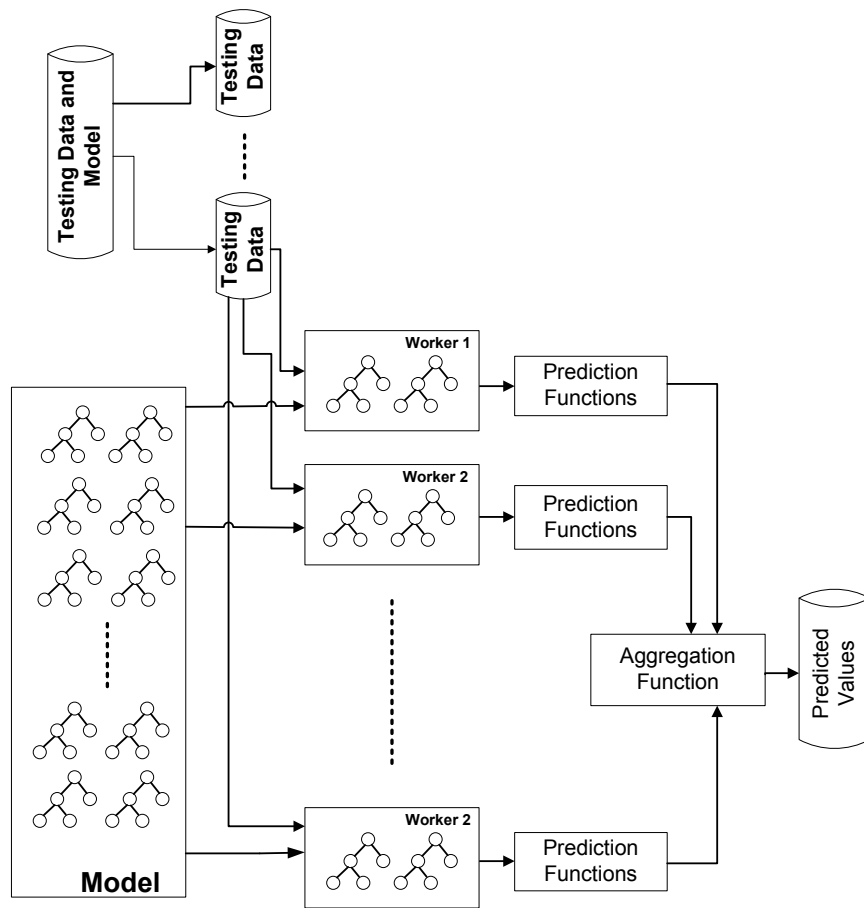 Testing Data and
Model
Testing
Data
Testing
Data
Worker 1
Prediction
Functions
Worker 2
Prediction
Functions
Aggregation
Function
Predicted
Values
Worker 2
Prediction
Functions
Model